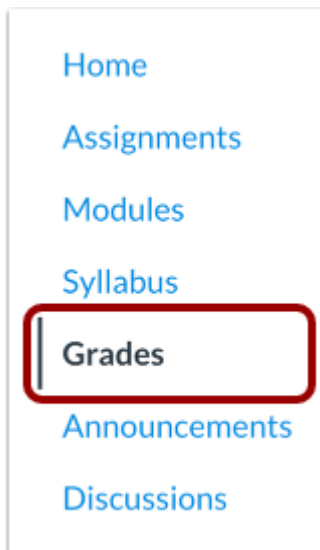 Home
Assignments
Modules
Syllabus
Grades
Announcements
Discussions